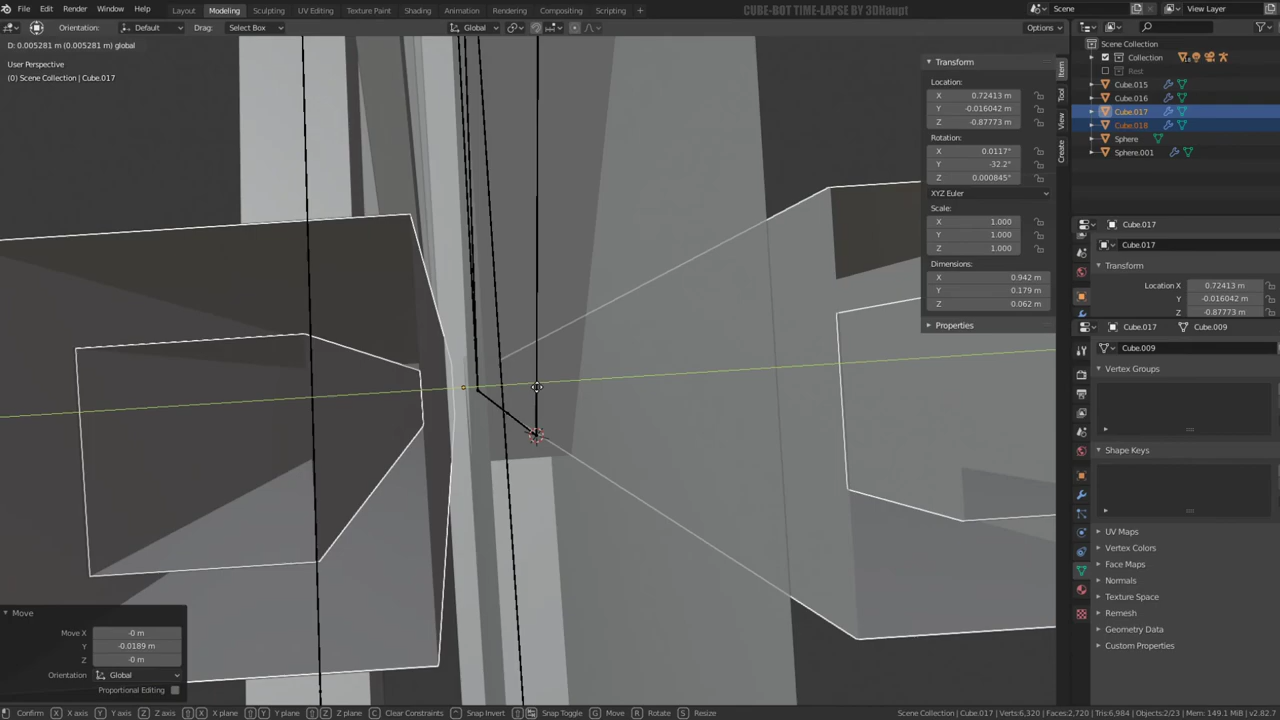 File Edit Render Window Help Layout Modeling Sculpting UV Editing Texture Paint Shading Animation Rendering Compositing Scripting CUBE-BOT TIME-LAPSE BY 3DHaupt Scene View Layer
Orientation: Default Drag: Select Box Global Options
D: 0.005281 m (0.005281 m) global
User Perspective
(0) Scene Collection | Cube.017
Transform
Location:
X 0.72413 m
Y -0.016042 m
Z -0.87773 m
Rotation:
X 0.0117°
Y -32.2°
Z 0.000845°
XYZ Euler
Scale:
X 1.000
Y 1.000
Z 1.000
Dimensions:
X 0.942 m
Y 0.179 m
Z 0.062 m
Properties
Item
Tool
View
Create
Scene Collection
Collection
Rest
Cube.015
Cube.016
Cube.017
Cube.018
Sphere
Sphere.001
Cube.017
Cube.017
Transform
Location X 0.72413 m
Y -0.016042 m
Z -0.87773 m
Cube.017 Cube.009
Cube.009
Vertex Groups
Shape Keys
UV Maps
Vertex Colors
Face Maps
Normals
Texture Space
Remesh
Geometry Data
Custom Properties
Move
Move X -0 m
Y -0.0189 m
Z -0 m
Orientation Global
Proportional Editing
Confirm X X axis Y Y axis Z Z axis X X plane Y Y plane Z Z plane C Clear Constraints Snap Invert Snap Toggle G Move R Rotate S Resize Scene Collection | Cube.017 | Verts:6,320 | Faces:2,720 | Tris:6,984 | Objects:2/23 | Mem: 149.1 MiB | v2.82.7